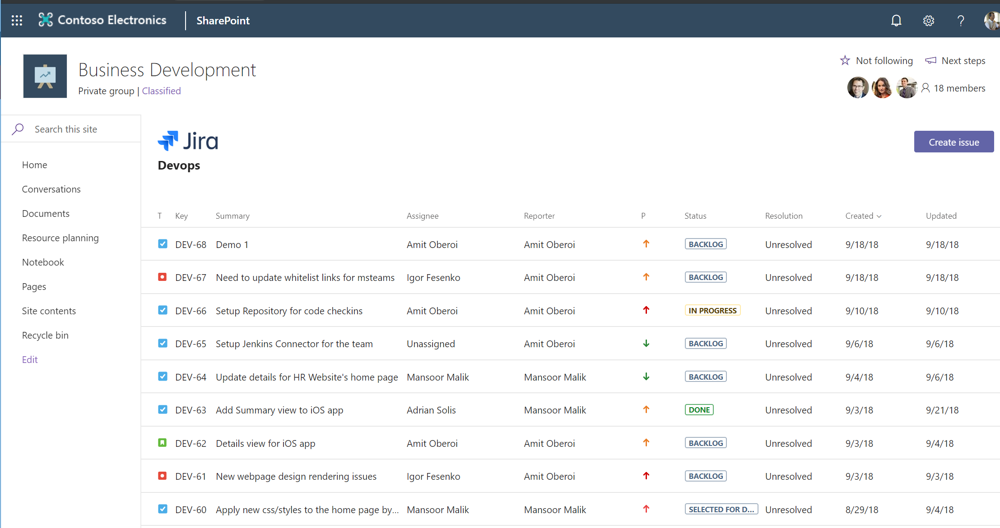 Contoso Electronics SharePoint
Business Development
Private group | Classified
Not following Next steps
18 members
Search this site
Home
Conversations
Documents
Resource planning
Notebook
Pages
Site contents
Recycle bin
Edit
Jira
Create issue
Devops
T Key Summary Assignee Reporter P Status Resolution Created Updated
DEV-68 Demo 1 Amit Oberoi Amit Oberoi BACKLOG Unresolved 9/18/18 9/18/18
DEV-67 Need to update whitelist links for msteams Igor Fesenko Amit Oberoi BACKLOG Unresolved 9/18/18 9/18/18
DEV-66 Setup Repository for code checkins Amit Oberoi Amit Oberoi IN PROGRESS Unresolved 9/10/18 9/10/18
DEV-65 Setup Jenkins Connector for the team Unassigned Amit Oberoi BACKLOG Unresolved 9/6/18 9/6/18
DEV-64 Update details for HR Website's home page Mansoor Malik Mansoor Malik BACKLOG Unresolved 9/4/18 9/6/18
DEV-63 Add Summary view to iOS app Adrian Solis Mansoor Malik DONE Unresolved 9/3/18 9/21/18
DEV-62 Details view for iOS app Amit Oberoi Amit Oberoi BACKLOG Unresolved 9/3/18 9/4/18
DEV-61 New webpage design rendering issues Igor Fesenko Amit Oberoi BACKLOG Unresolved 9/3/18 9/3/18
DEV-60 Apply new css/styles to the home page by... Mansoor Malik Mansoor Malik SELECTED FOR D... Unresolved 8/29/18 9/4/18